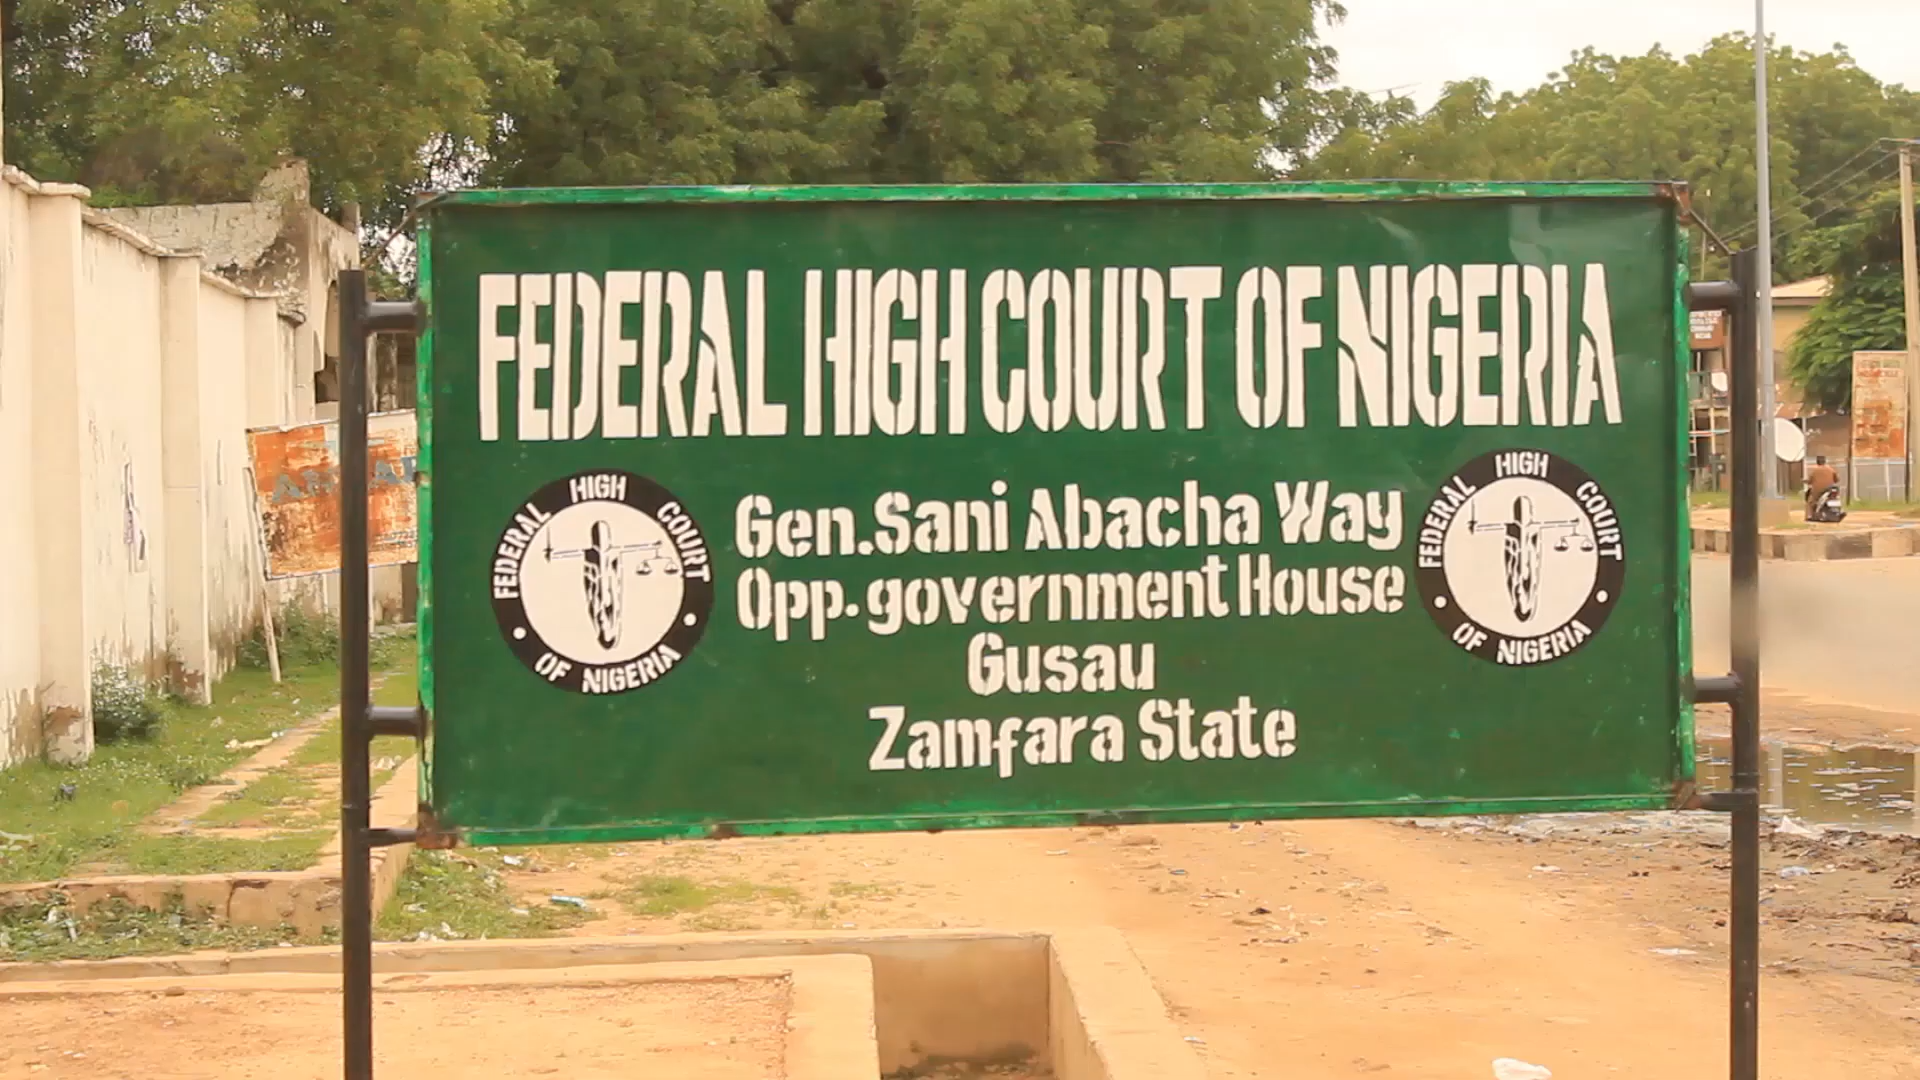 FEDERAL HIGH COURT OF NIGERIA
FEDERAL HIGH COURT
OF NIGERIA
Gen.Sani Abacha Way
Opp.government House
Gusau
Zamfara State
FEDERAL HIGH COURT
OF NIGERIA